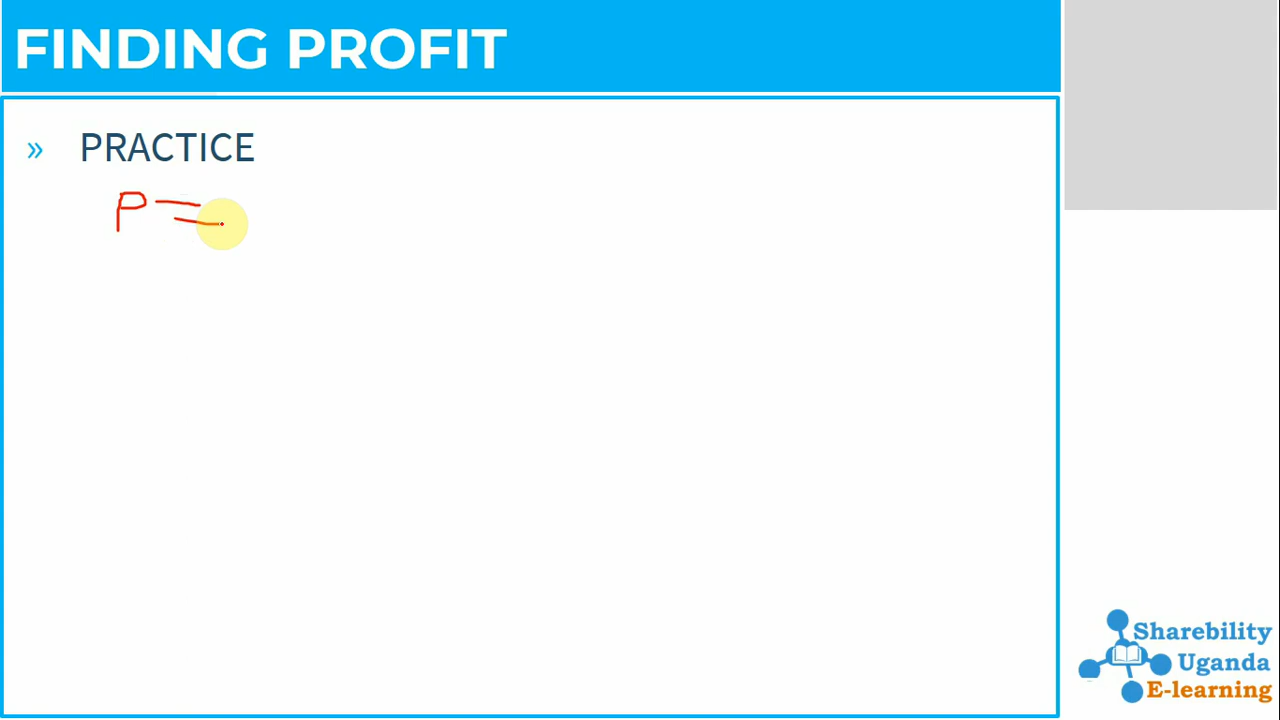 FINDING PROFIT
» PRACTICE
P =
Sharebility
Uganda
E-learning